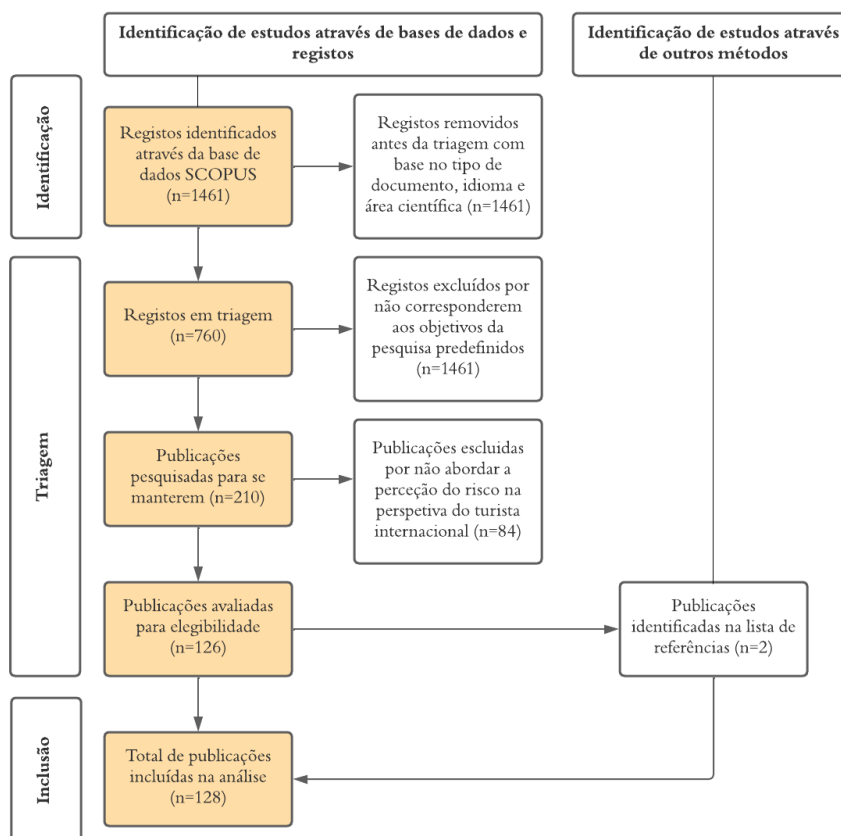 Identificação de estudos através de bases de dados e
registos
Identificação de estudos através
de outros métodos
Identificação
Registos identificados
através da base de
dados SCOPUS
(n=1461)
Registos removidos
antes da triagem com
base no tipo de
documento, idioma e
área científica (n=1461)
Triagem
Registos em triagem
(n=760)
Registos excluídos por
não corresponderem
aos objetivos da
pesquisa predefinidos
(n=1461)
Publicações
pesquisadas para se
manterem (n=210)
Publicações escluidas
por não abordar a
perceção do risco na
perspetiva do turista
internacional (n=84)
Publicações avaliadas
para elegibilidade
(n=126)
Publicações
identificadas na lista de
referências (n=2)
Inclusão
Total de publicações
incluídas na análise
(n=128)